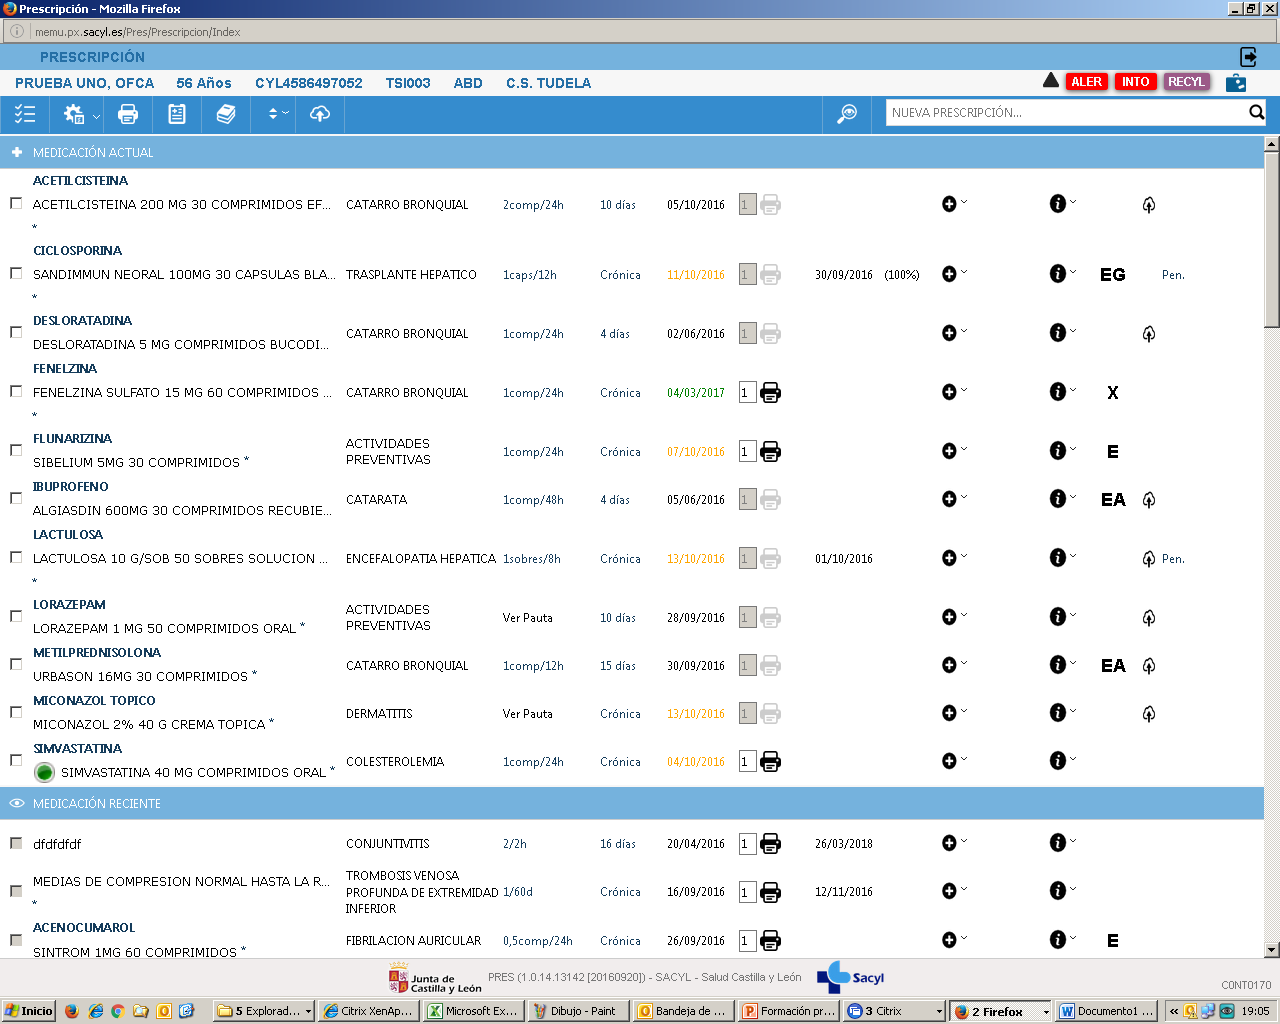 Prescripción - Mozilla Firefox
memu.px.sacyl.es/Pres/Prescripcion/Index
PRESCRIPCIÓN
PRUEBA UNO, OFCA 56 Años CYL4586497052 TSI003 ABD C.S. TUDELA ALER INTO RECYL
NUEVA PRESCRIPCIÓN...
MEDICACIÓN ACTUAL
ACETILCISTEINA
ACETILCISTEINA 200 MG 30 COMPRIMIDOS EF... CATARRO BRONQUIAL 2comp/24h 10 días 05/10/2016 1
*
CICLOSPORINA
SANDIMMUN NEORAL 100MG 30 CAPSULAS BLA... TRASPLANTE HEPATICO 1caps/12h Crónica 11/10/2016 1 30/09/2016 (100%) EG Pen.
*
DESLORATADINA
DESLORATADINA 5 MG COMPRIMIDOS BUCODI... CATARRO BRONQUIAL 1comp/24h 4 días 02/06/2016 1
FENELZINA
FENELZINA SULFATO 15 MG 60 COMPRIMIDOS ... CATARRO BRONQUIAL 1comp/24h Crónica 04/03/2017 1 X
*
FLUNARIZINA
SIBELIUM 5MG 30 COMPRIMIDOS * ACTIVIDADES PREVENTIVAS 1comp/24h Crónica 07/10/2016 1 E
IBUPROFENO
ALGIASDIN 600MG 30 COMPRIMIDOS RECUBIE... CATARATA 1comp/48h 4 días 05/06/2016 1 EA
LACTULOSA
LACTULOSA 10 G/SOB 50 SOBRES SOLUCION ... ENCEFALOPATIA HEPATICA 1sobres/8h Crónica 13/10/2016 1 01/10/2016 Pen.
*
LORAZEPAM
LORAZEPAM 1 MG 50 COMPRIMIDOS ORAL * ACTIVIDADES PREVENTIVAS Ver Pauta 10 días 28/09/2016 1
METILPREDNISOLONA
URBASON 16MG 30 COMPRIMIDOS * CATARRO BRONQUIAL 1comp/12h 15 días 30/09/2016 1 EA
MICONAZOL TOPICO
MICONAZOL 2% 40 G CREMA TOPICA * DERMATITIS Ver Pauta Crónica 13/10/2016 1
SIMVASTATINA
SIMVASTATINA 40 MG COMPRIMIDOS ORAL * COLESTEROLEMIA 1comp/24h Crónica 04/10/2016 1
MEDICACIÓN RECIENTE
dfdfdfdf CONJUNTIVITIS 2/2h 16 días 20/04/2016 1 26/03/2018
MEDIAS DE COMPRESION NORMAL HASTA LA R... TROMBOSIS VENOSA PROFUNDA DE EXTREMIDAD INFERIOR 1/60d Crónica 16/09/2016 1 12/11/2016
*
ACENOCUMAROL
SINTROM 1MG 60 COMPRIMIDOS * FIBRILACION AURICULAR 0,5comp/24h Crónica 26/09/2016 1 E
Junta de Castilla y León PRES (1.0.14.13142 [20160920]) - SACYL - Salud Castilla y León Sacyl
C0NT0170
Inicio 5 Explorad... Citrix XenAp... Microsoft Ex... Dibujo - Paint Bandeja de ... Formación pr... 3 Citrix 2 Firefox Documento1 ... « 19:05